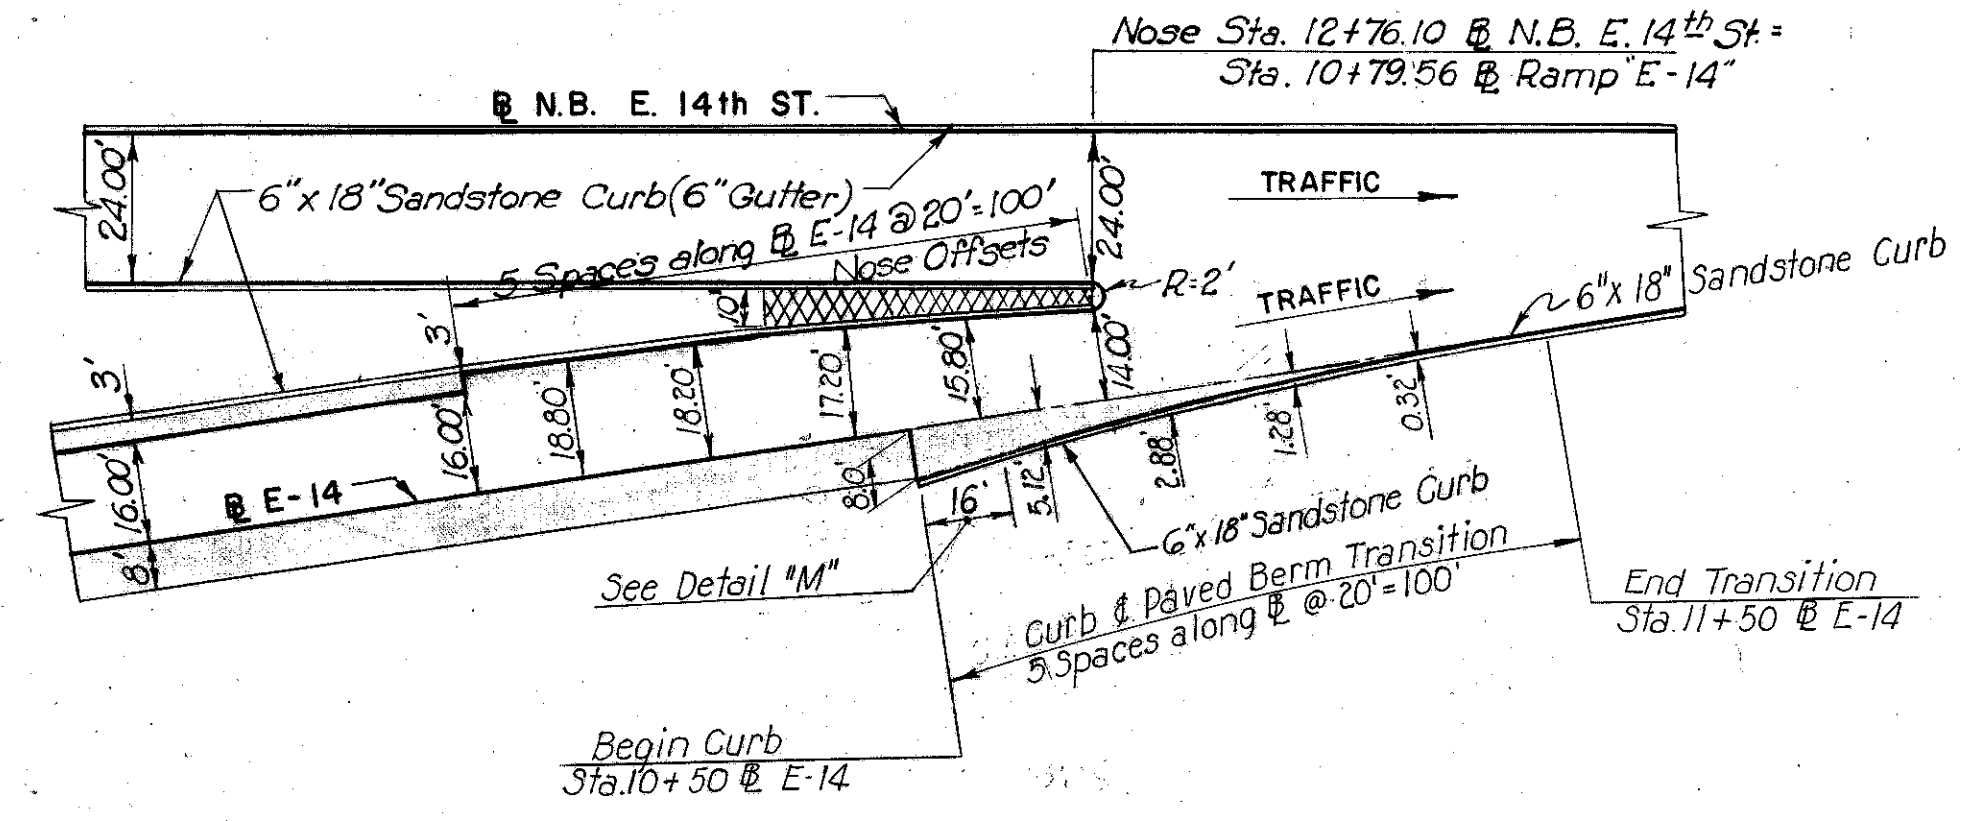 Nose Sta. 12+76.10 ℄ N.B. E. 14th St. =
Sta. 10+79.56 ℄ Ramp "E-14"
℄ N.B. E. 14th ST.
24.00'
6"x 18" Sandstone Curb (6" Gutter)
24.00'
TRAFFIC
5 Spaces along ℄ E-14 @ 20'=100'
Nose Offsets
R=2'
TRAFFIC
6"x 18" Sandstone Curb
10'
3'
3'
16.00'
18.80'
18.20'
17.20'
15.80'
14.00'
16.00'
8'
℄ E-14
8.0'
16'
5.12'
2.88'
1.28'
0.32'
6"x 18" Sandstone Curb
See Detail "M"
Curb & Paved Berm Transition
5 Spaces along ℄ @ 20'=100'
End Transition
Sta. 11+50 ℄ E-14
Begin Curb
Sta. 10+50 ℄ E-14